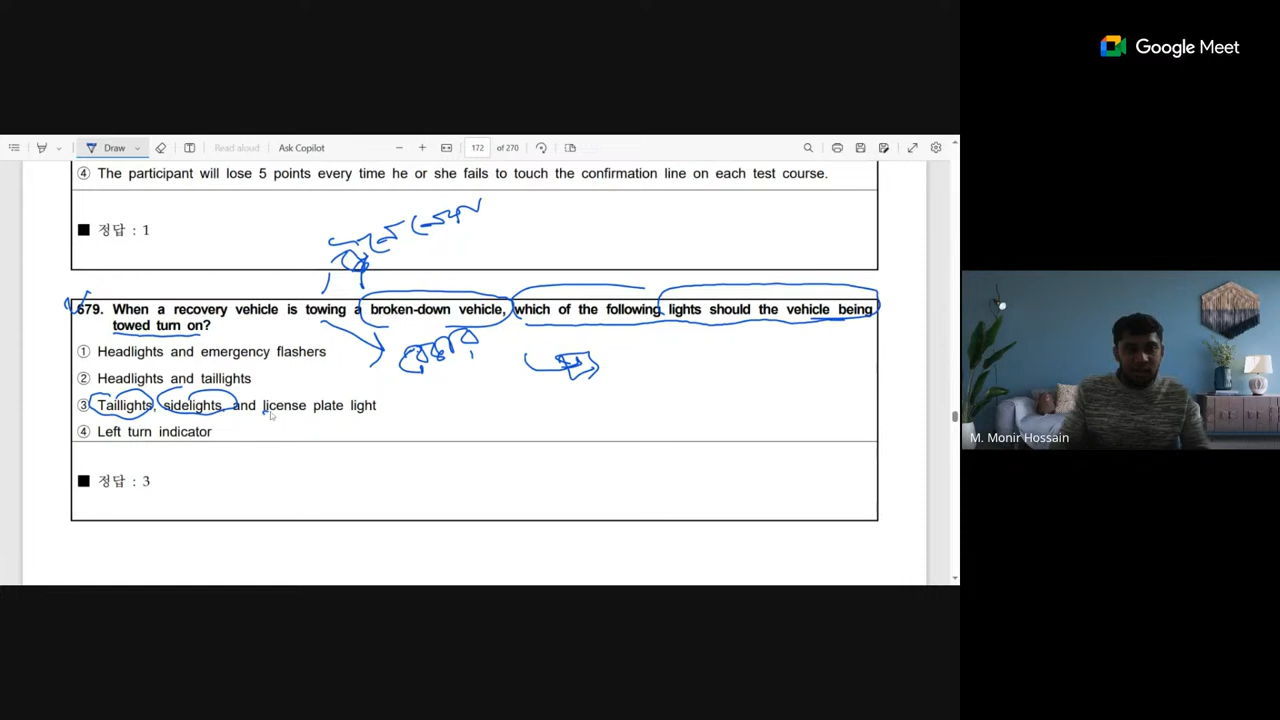 Google Meet
Draw
Read aloud
Ask Copilot
172 of 270
④ The participant will lose 5 points every time he or she fails to touch the confirmation line on each test course.
■ 정답 : 1
679. When a recovery vehicle is towing a broken-down vehicle, which of the following lights should the vehicle being
towed turn on?
① Headlights and emergency flashers
② Headlights and taillights
③ Taillights, sidelights, and license plate light
④ Left turn indicator
■ 정답 : 3
M. Monir Hossain